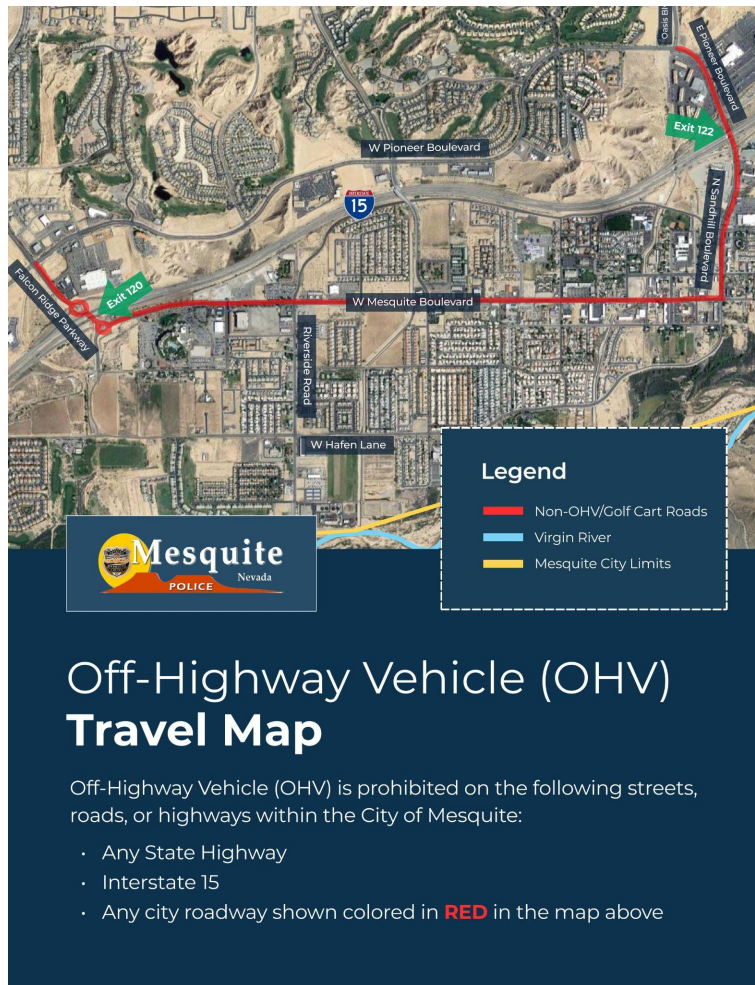 Oasis Bl
E Pioneer Boulevard
Exit 122
W Pioneer Boulevard
INTERSTATE
15
N Sandhill Boulevard
Exit 120
Falcon Ridge Parkway
W Mesquite Boulevard
Riverside Road
W Hafen Lane
Legend
Non-OHV/Golf Cart Roads
Virgin River
Mesquite City Limits
Mesquite
Nevada
POLICE
Off-Highway Vehicle (OHV)
Travel Map
Off-Highway Vehicle (OHV) is prohibited on the following streets,
roads, or highways within the City of Mesquite:
• Any State Highway
• Interstate 15
• Any city roadway shown colored in RED in the map above